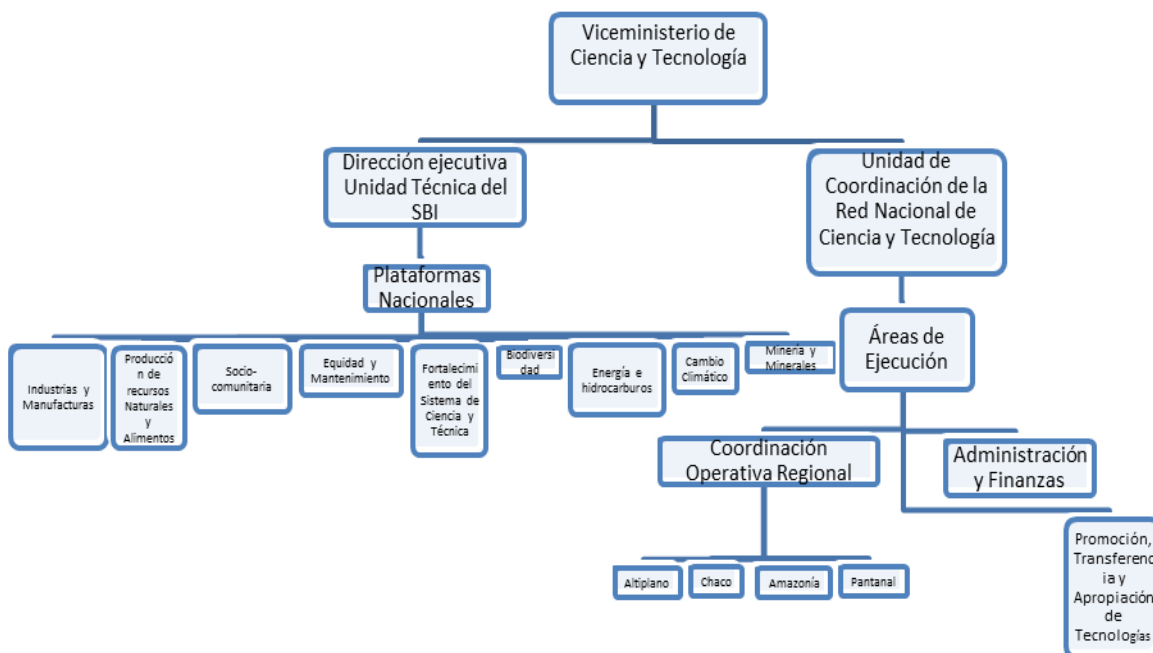 Viceministerio de
Ciencia y Tecnología
Dirección ejecutiva
Unidad Técnica del
SBI
Unidad de
Coordinación de la
Red Nacional de
Ciencia y Tecnología
Plataformas
Nacionales
Industrias y
Manufacturas
Producció
n de
recursos
Naturales
y
Alimentos
Socio-
comunitaria
Equidad y
Mantenimiento
Fortalecimi
ento del
Sistema de
Ciencia y
Técnica
Biodiversi
dad
Energía e
hidrocarburos
Cambio
Climático
Minería y
Minerales
Áreas de
Ejecución
Coordinación
Operativa Regional
Administración
y Finanzas
Altiplano
Chaco
Amazonía
Pantanal
Promoción,
Transferenc
ia y
Apropiación
de
Tecnologías